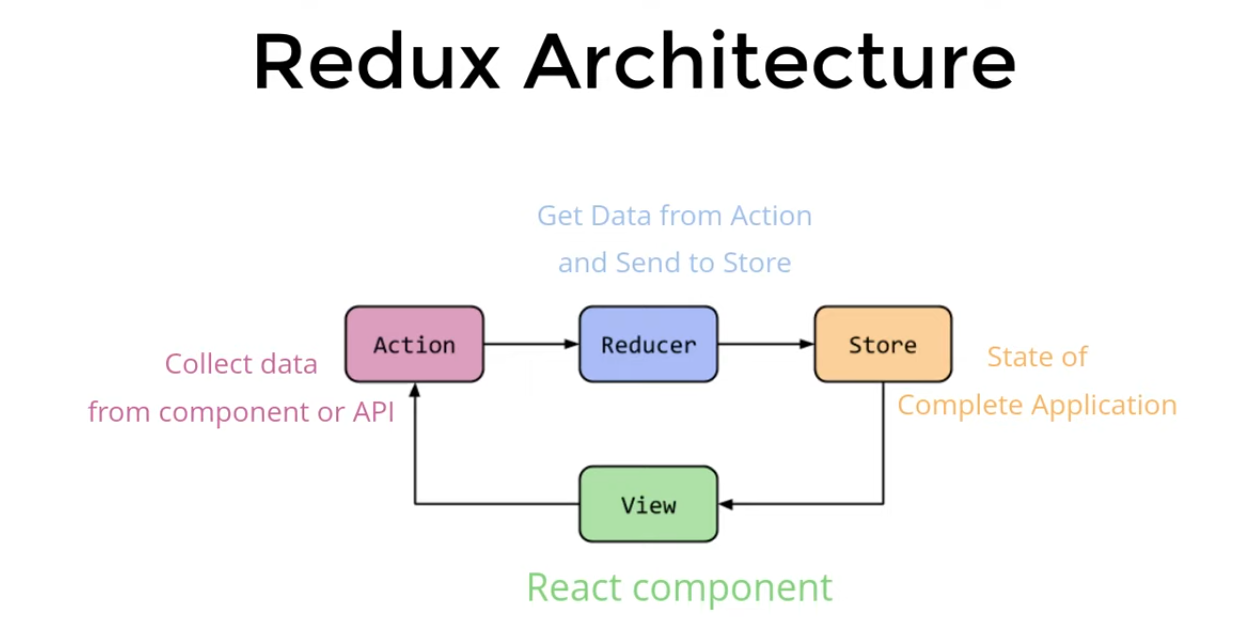 Redux Architecture
Get Data from Action
and Send to Store
Action
Reducer
Store
Collect data
from component or API
State of
Complete Application
View
React component